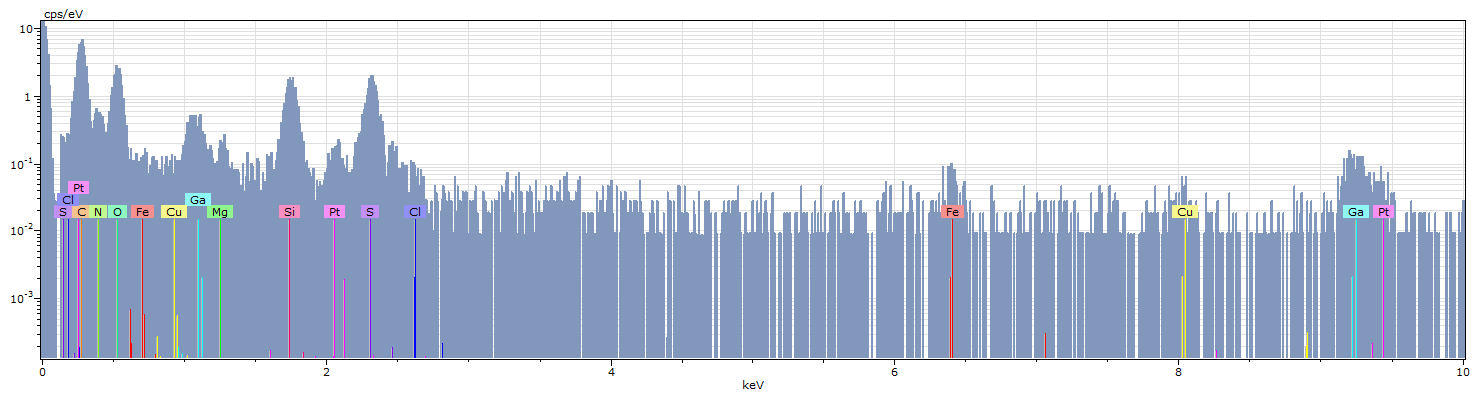 cps/eV
10
1
10-1
10-2
10-3
Pt
Cl
Ga
S C N O Fe Cu Mg Si Pt S Cl Fe Cu Ga Pt
0 2 4 6 8 10
keV